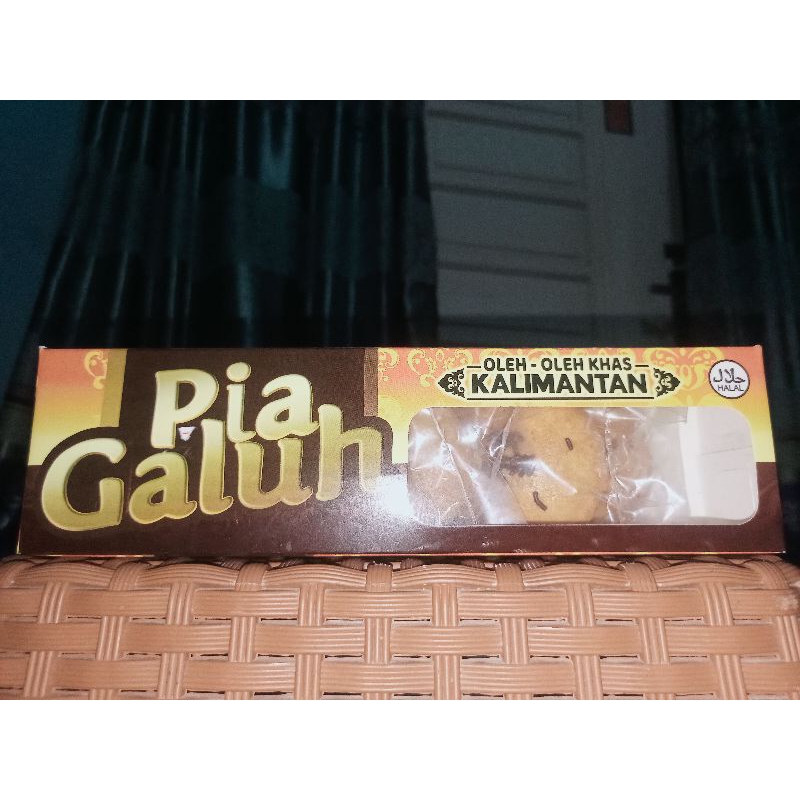 Pia
Galuh
OLEH - OLEH KHAS
KALIMANTAN
حلال
HALAL